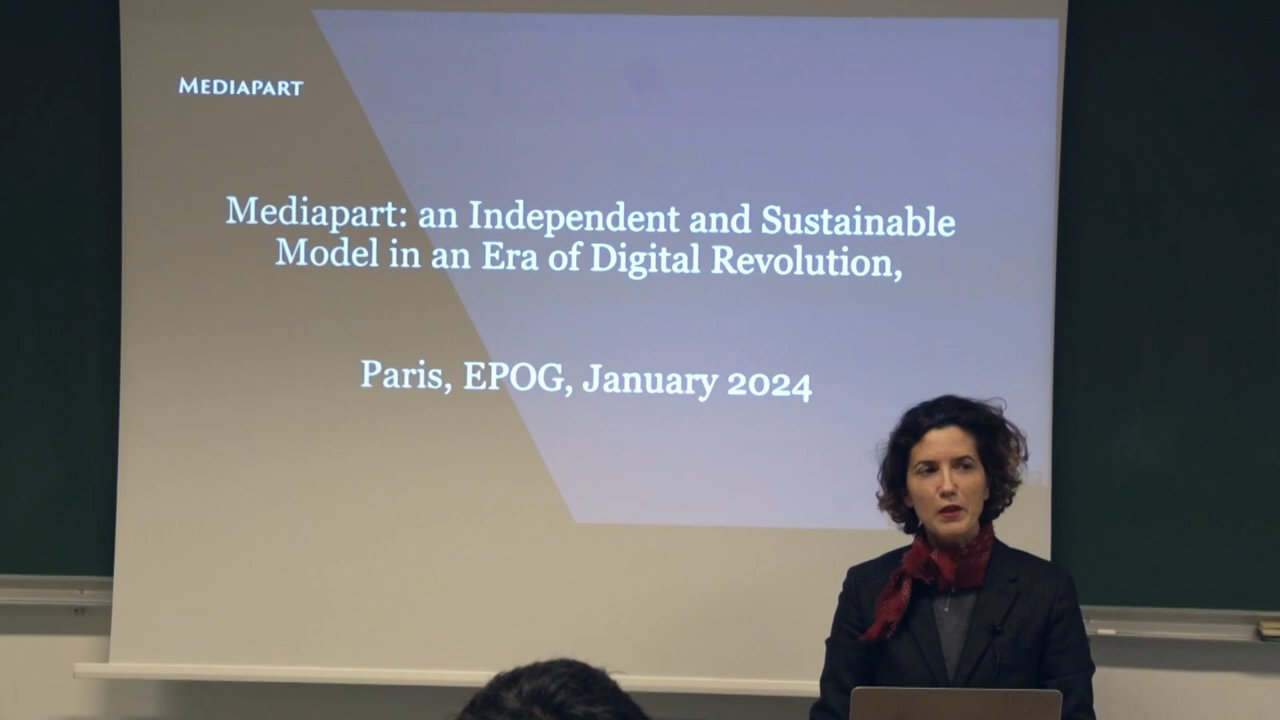 MEDIAPART
Mediapart: an Independent and Sustainable
Model in an Era of Digital Revolution,
Paris, EPOG, January 2024